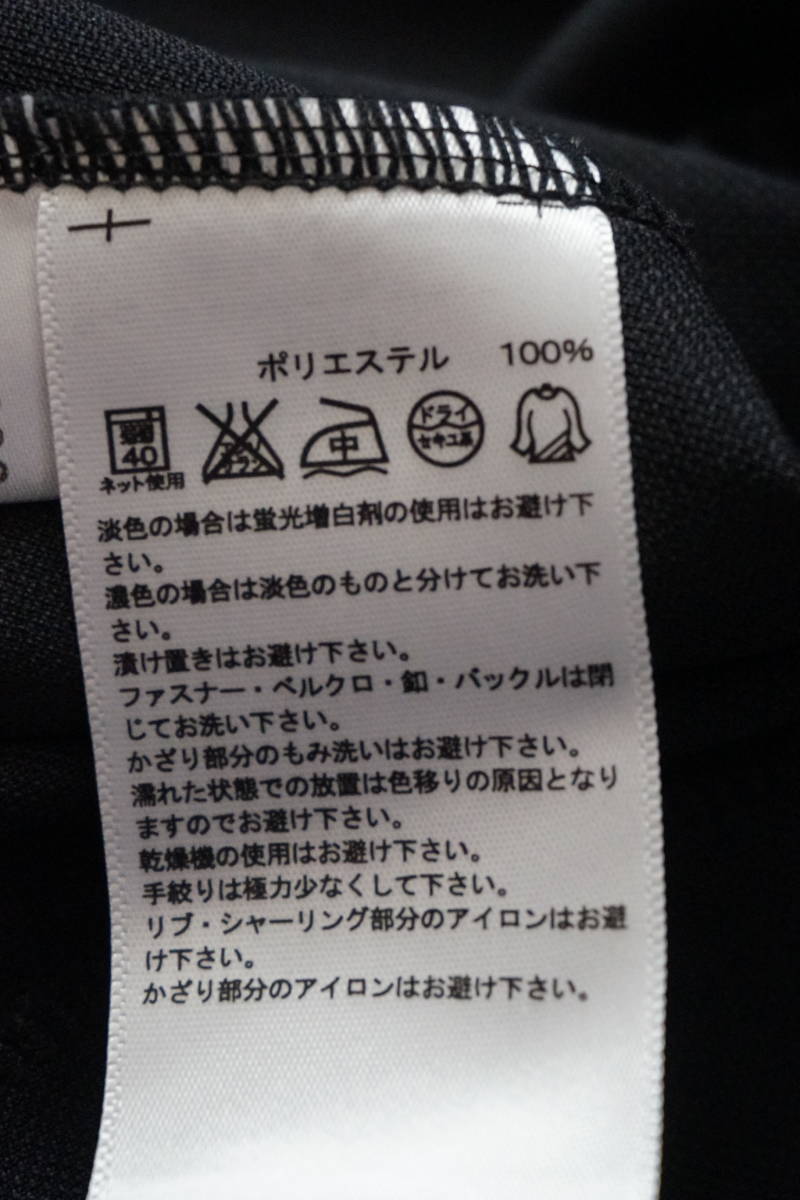 ポリエステル 100%
40 中 ドライ
ネット使用 セキユ系
淡色の場合は蛍光増白剤の使用はお避け下
さい。
濃色の場合は淡色のものと分けてお洗い下
さい。
漬け置きはお避け下さい。
ファスナー・ベルクロ・釦・バックルは閉
じてお洗い下さい。
かざり部分のもみ洗いはお避け下さい。
濡れた状態での放置は色移りの原因となり
ますのでお避け下さい。
乾燥機の使用はお避け下さい。
手絞りは極力少なくして下さい。
リブ・シャーリング部分のアイロンはお避
け下さい。
かざり部分のアイロンはお避け下さい。